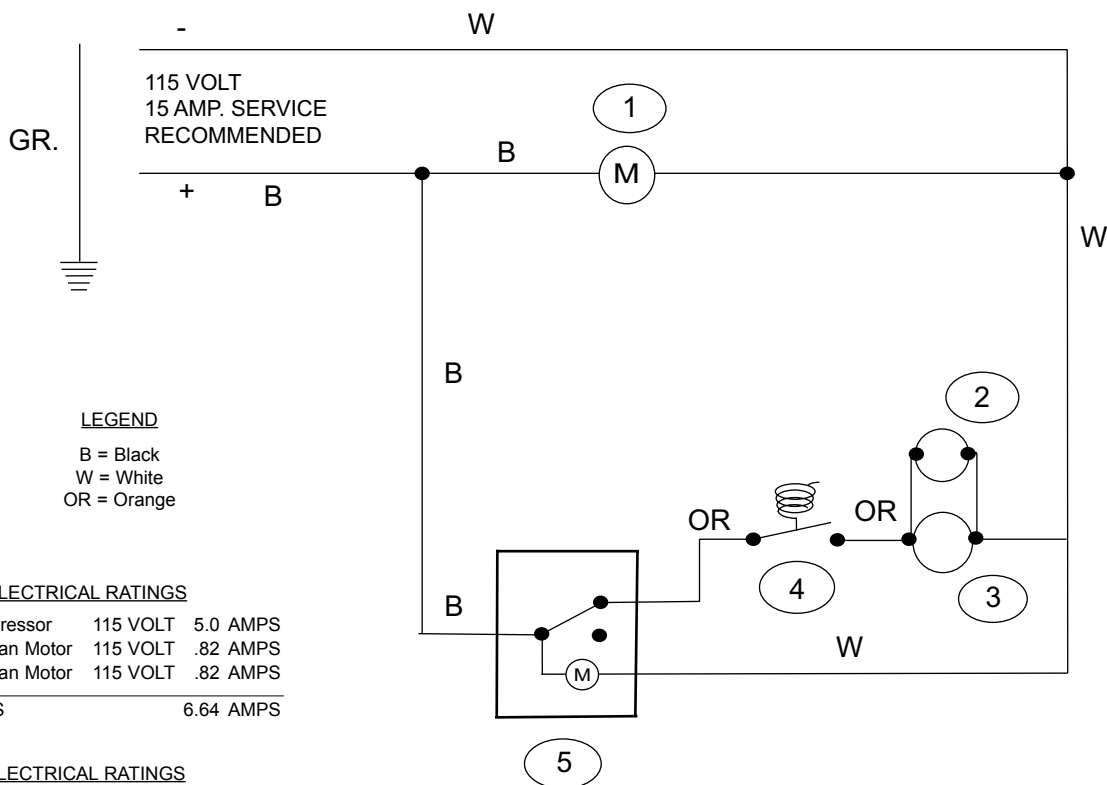 - W
115 VOLT
15 AMP. SERVICE
RECOMMENDED
1
GR.
B
M
+ B
W
B
2
LEGEND
B = Black
W = White
OR = Orange
OR
OR
4
3
LECTRICAL RATINGS
ressor 115 VOLT 5.0 AMPS
an Motor 115 VOLT .82 AMPS
an Motor 115 VOLT .82 AMPS
S 6.64 AMPS
B
W
M
5
LECTRICAL RATINGS